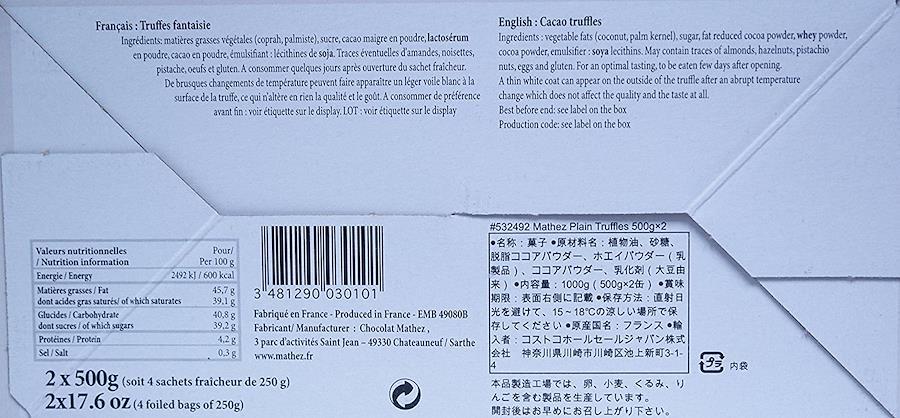 Français : Truffes fantaisie
Ingrédients: matières grasses végétales (coprah, palmiste), sucre, cacao maigre en poudre, lactosérum
en poudre, cacao en poudre, émulsifiant : lécithines de soja. Traces éventuelles d'amandes, noisettes,
pistache, oeufs et gluten. A consommer quelques jours après ouverture du sachet fraîcheur.
De brusques changements de température peuvent faire apparaître un léger voile blanc à la
surface de la truffe, ce qui n'altère en rien la qualité et le goût. A consommer de préférence
avant fin : voir étiquette sur le display. LOT : voir étiquette sur le display
English : Cacao truffles
Ingredients : vegetable fats (coconut, palm kernel), sugar, fat reduced cocoa powder, whey powder,
cocoa powder, emulsifier : soya lecithins. May contain traces of almonds, hazelnuts, pistachio
nuts, eggs and gluten. For an optimal tasting, to be eaten few days after opening.
A thin white coat can appear on the outside of the truffle after an abrupt temperature
change which does not affect the quality and the taste at all.
Best before end: see label on the box
Production code: see label on the box
Valeurs nutritionnelles Pour/
/ Nutrition information Per 100 g
Energie / Energy 2492 kJ / 600 kcal
Matières grasses / Fat 45,7 g
dont acides gras saturés/ of which saturates 39,1 g
Glucides / Carbohydrate 40,8 g
dont sucres / of which sugars 39,2 g
Protéines / Protein 4,2 g
Sel / Salt 0,3 g
2 x 500g (soit 4 sachets fraîcheur de 250 g)
2x17.6 oz (4 foiled bags of 250g)
3 481290 030101
Fabriqué en France - Produced in France - EMB 49080B
Fabricant/ Manufacturer : Chocolat Mathez ,
3 parc d'activités Saint Jean – 49330 Chateauneuf / Sarthe
www.mathez.fr
#532492 Mathez Plain Truffles 500g×2
●名称：菓子 ●原材料名：植物油、砂糖、
脱脂ココアパウダー、ホエイパウダー（乳
製品）、ココアパウダー、乳化剤（大豆由
来）●内容量：1000g（500g×2缶）●賞味
期限：表面右側に記載 ●保存方法：直射日
光を避けて、15～18℃の涼しい場所で保
存してください ●原産国名：フランス ●輸
入者：コストコホールセールジャパン株式
会社 神奈川県川崎市川崎区池上新町3-1-
4
プラ 内袋
本品製造工場では、卵、小麦、くるみ、り
んごを含む製品を生産しています。
開封後はお早めにお召し上がり下さい。